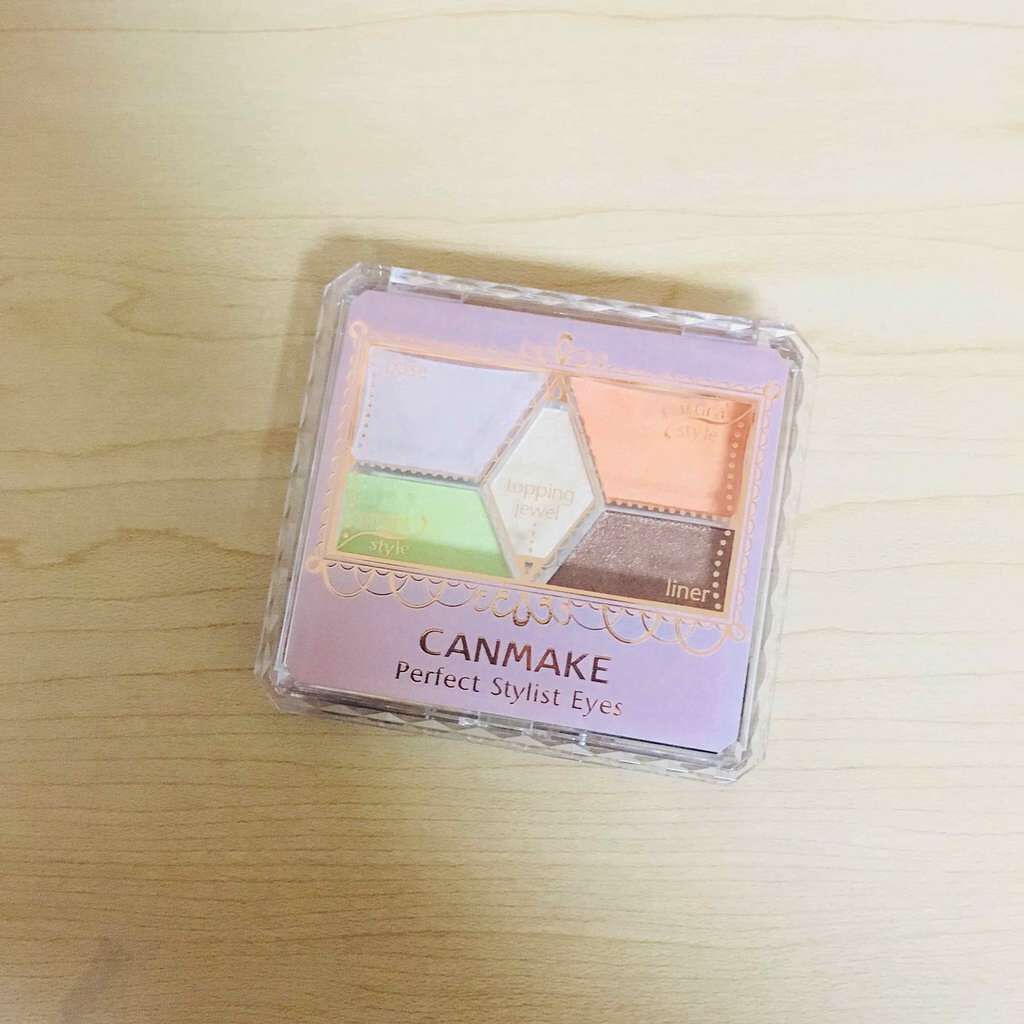 base
style
topping
jewel
style
liner
CANMAKE
Perfect Stylist Eyes